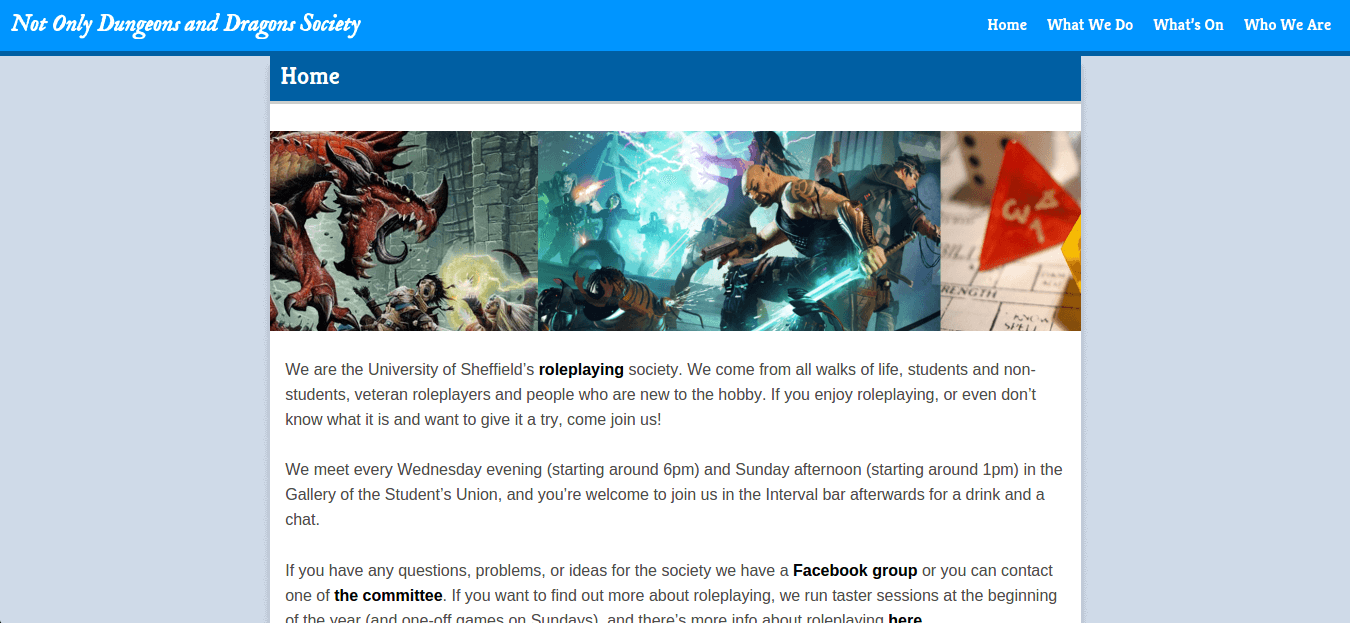 Not Only Dungeons and Dragons Society
Home What We Do What's On Who We Are
Home
3 4 1
STRENGTH
KNOW
SPELL
We are the University of Sheffield’s roleplaying society. We come from all walks of life, students and non-
students, veteran roleplayers and people who are new to the hobby. If you enjoy roleplaying, or even don’t
know what it is and want to give it a try, come join us!
We meet every Wednesday evening (starting around 6pm) and Sunday afternoon (starting around 1pm) in the
Gallery of the Student’s Union, and you’re welcome to join us in the Interval bar afterwards for a drink and a
chat.
If you have any questions, problems, or ideas for the society we have a Facebook group or you can contact
one of the committee. If you want to find out more about roleplaying, we run taster sessions at the beginning
of the year (and one-off games on Sundays), and there’s more info about roleplaying here